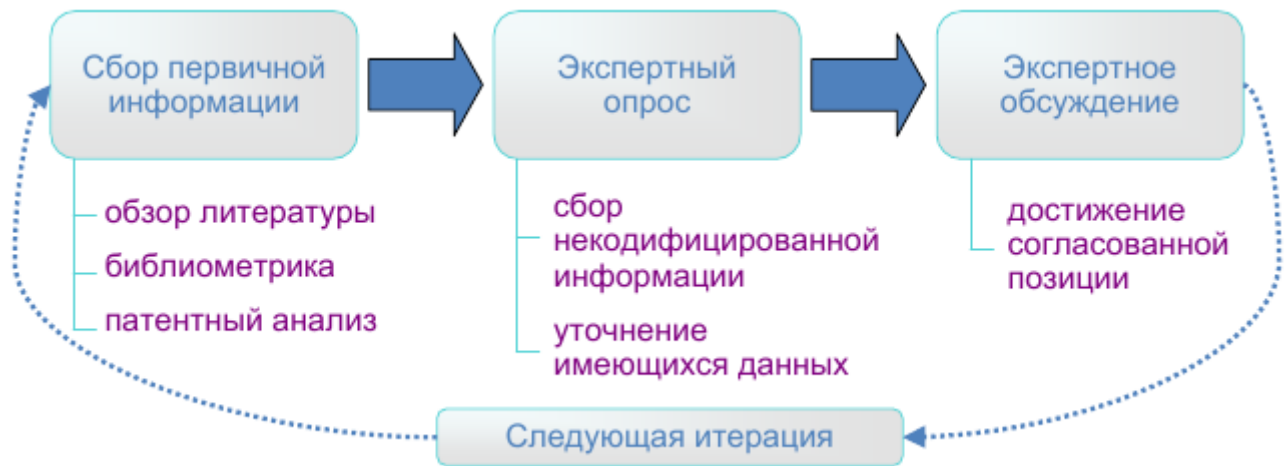 Сбор первичной
информации
Экспертный
опрос
Экспертное
обсуждение
обзор литературы
библиометрика
патентный анализ
сбор
некодифицированной
информации
уточнение
имеющихся данных
достижение
согласованной
позиции
Следующая итерация